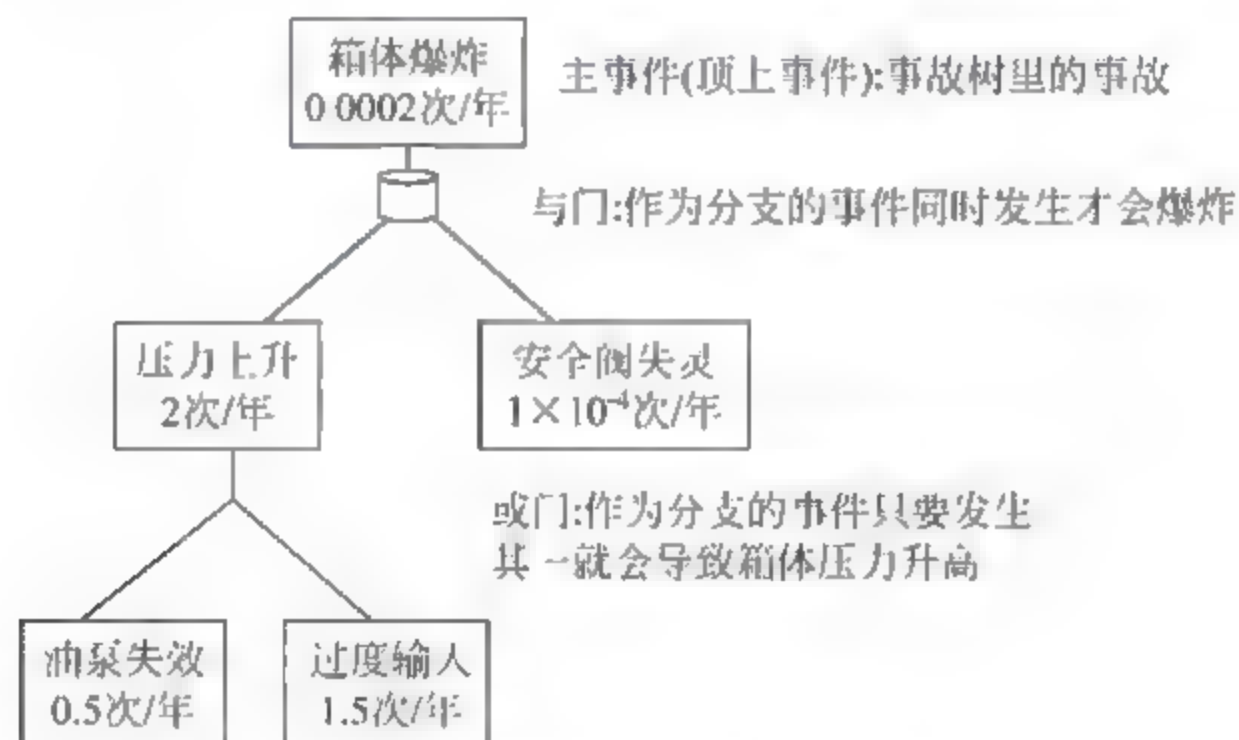 箱体爆炸
0 0002次/年
主事件(顶上事件):事故树里的事故
与门:作为分支的事件同时发生才会爆炸
压力上升
2次/年
安全阀失灵
1×10⁻⁴次/年
或门:作为分支的事件只要发生
其一就会导致箱体压力升高
油泵失效
0.5次/年
过度输人
1.5次/年